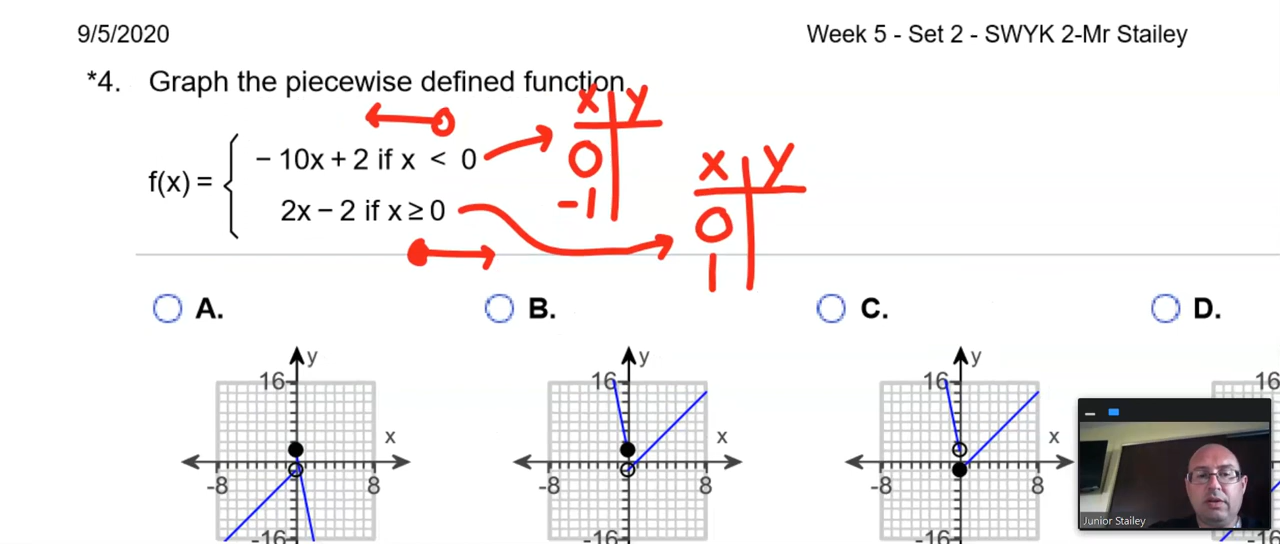 9/5/2020
Week 5 - Set 2 - SWYK 2-Mr Stailey
*4. Graph the piecewise defined function.
x y
0
-1
x y
0
1
f(x) = { − 10x + 2 if x < 0
2x − 2 if x ≥ 0
A.
B.
C.
D.
y
16
x
-8
8
-16
y
16
x
-8
8
-16
y
16
x
-8
8
-16
16
-16
Junior Stailey